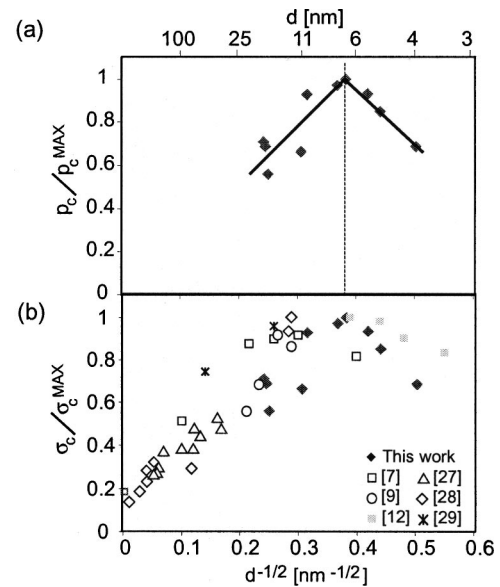 (a)
d [nm]
100 25 11 6 4 3
1
0.8
0.6
0.4
0.2
0
p_c/p_c^MAX
(b)
1
0.8
0.6
0.4
0.2
0
σ_c/σ_c^MAX
This work
[7] [27]
[9] [28]
[12] [29]
0 0.1 0.2 0.3 0.4 0.5 0.6
d^-1/2 [nm^-1/2]